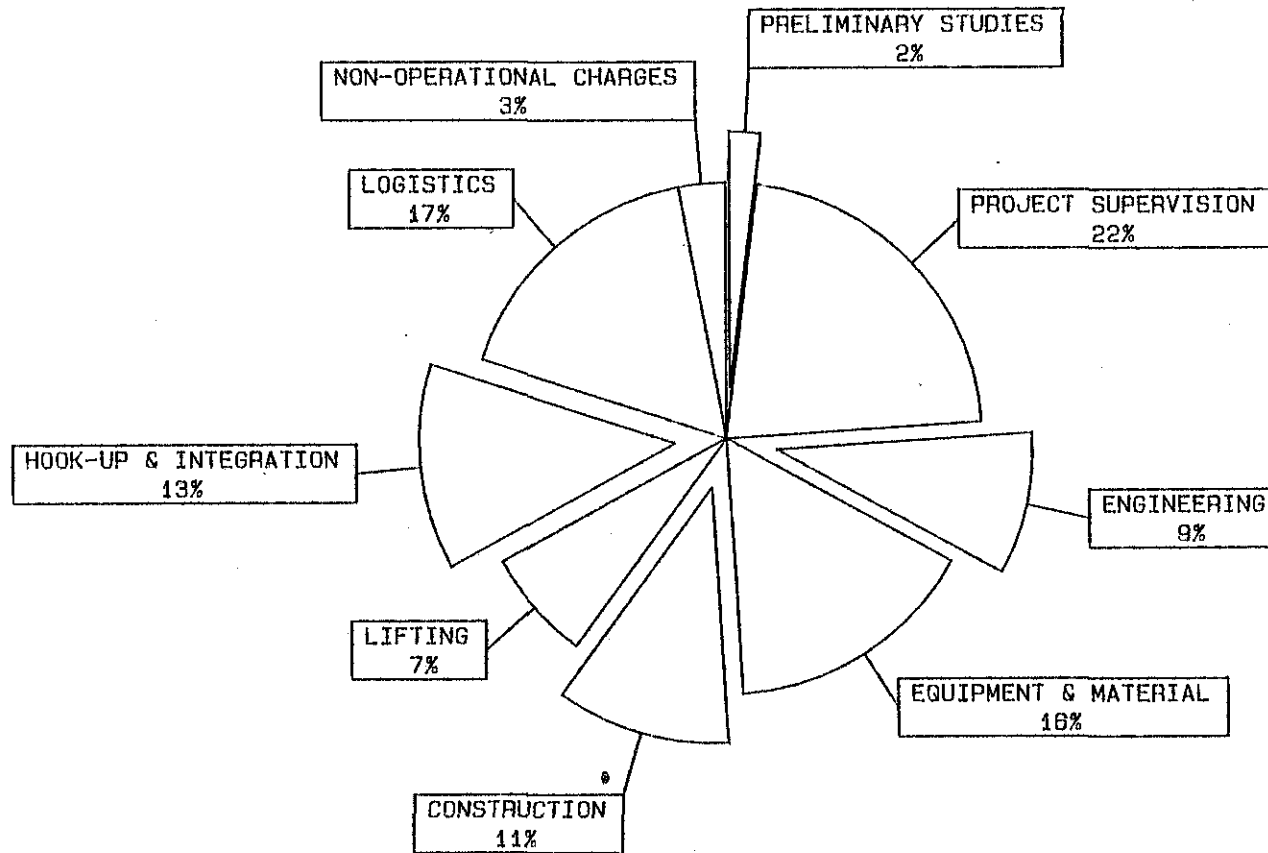 PRELIMINARY STUDIES
2%
NON-OPERATIONAL CHARGES
3%
LOGISTICS
17%
PROJECT SUPERVISION
22%
HOOK-UP & INTEGRATION
13%
ENGINEERING
9%
LIFTING
7%
EQUIPMENT & MATERIAL
16%
CONSTRUCTION
11%